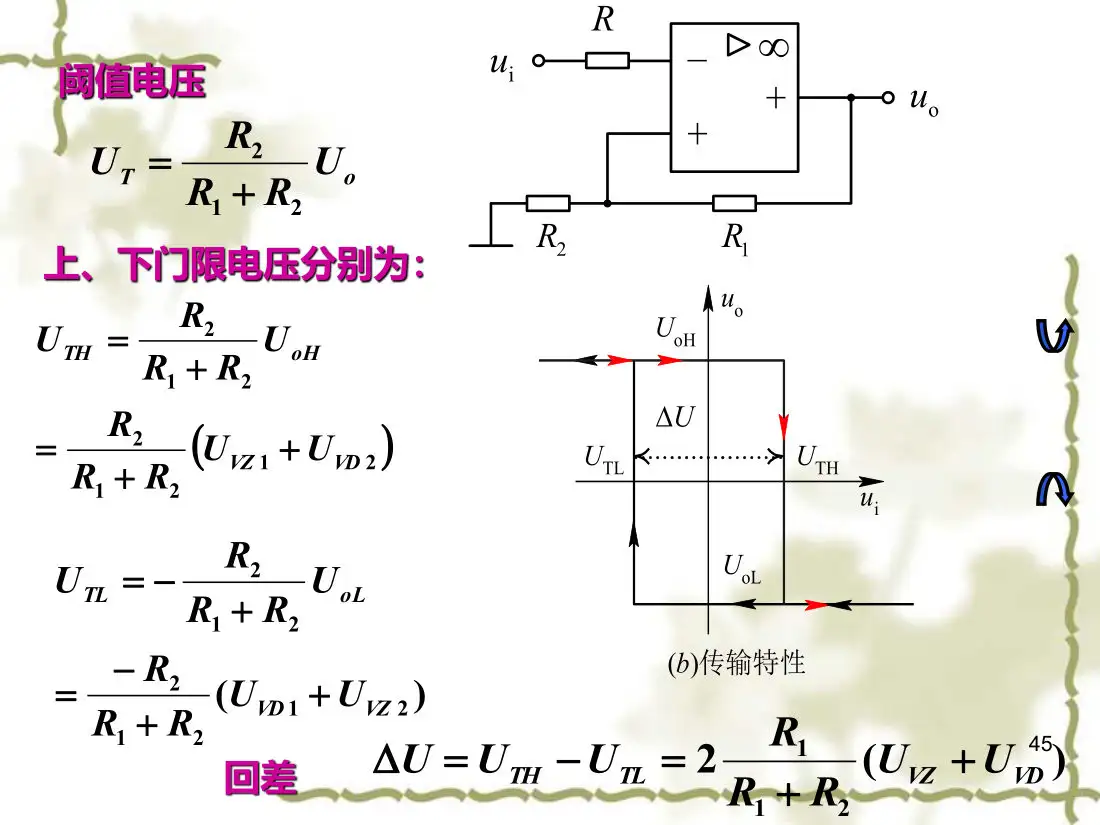 阈值电压
U_T = R_2 / (R_1 + R_2) U_o
上、下门限电压分别为：
U_TH = R_2 / (R_1 + R_2) U_oH
= R_2 / (R_1 + R_2) (U_VZ1 + U_VD2)
U_TL = − R_2 / (R_1 + R_2) U_oL
= −R_2 / (R_1 + R_2) (U_VD1 + U_VZ2)
回差
ΔU = U_TH − U_TL = 2 R_1 / (R_1 + R_2) (U_VZ + U_VD)
45
R
u_i
− ▷ ∞
+
u_o
+
R_2
R_1
u_o
U_oH
ΔU
U_TL
U_TH
u_i
U_oL
(b)传输特性